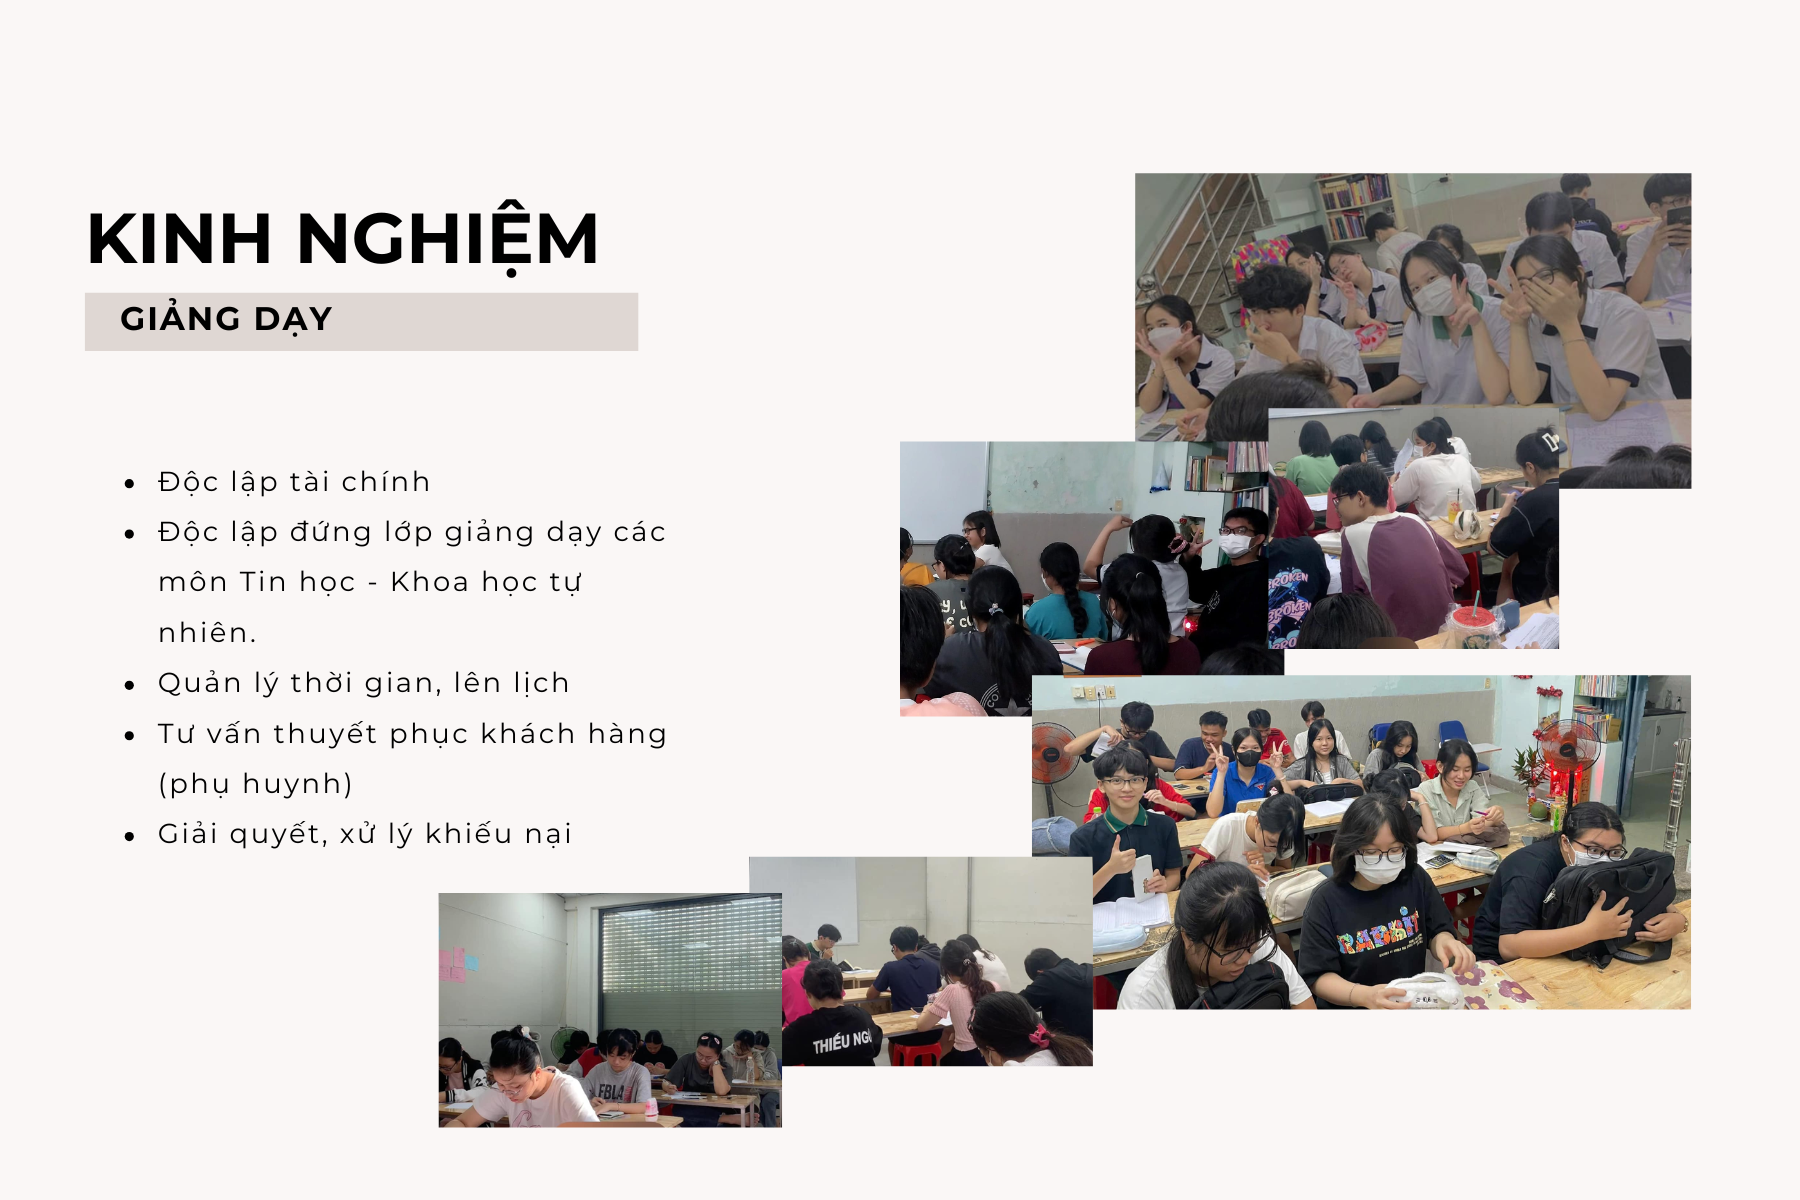 KINH NGHIỆM
GIẢNG DẠY
Độc lập tài chính
Độc lập đứng lớp giảng dạy các
môn Tin học - Khoa học tự
nhiên.
Quản lý thời gian, lên lịch
Tư vấn thuyết phục khách hàng
(phụ huynh)
Giải quyết, xử lý khiếu nại
BROKEN
BROKEN
RABBIT
THIẾU NG
FBLA